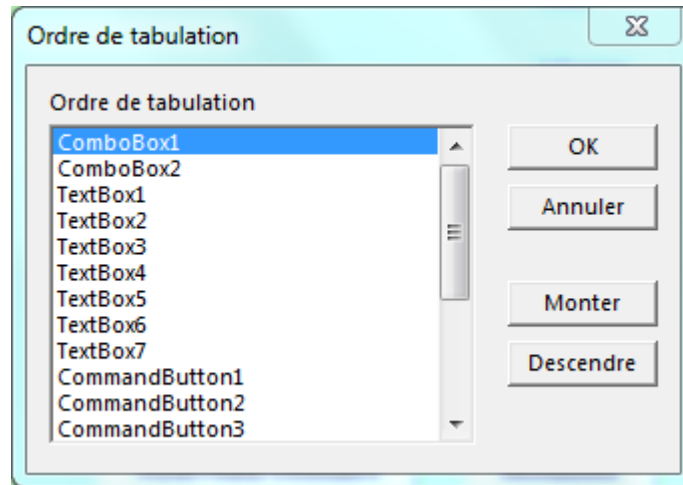 Ordre de tabulation
Ordre de tabulation
ComboBox1
ComboBox2
TextBox1
TextBox2
TextBox3
TextBox4
TextBox5
TextBox6
TextBox7
CommandButton1
CommandButton2
CommandButton3
OK
Annuler
Monter
Descendre